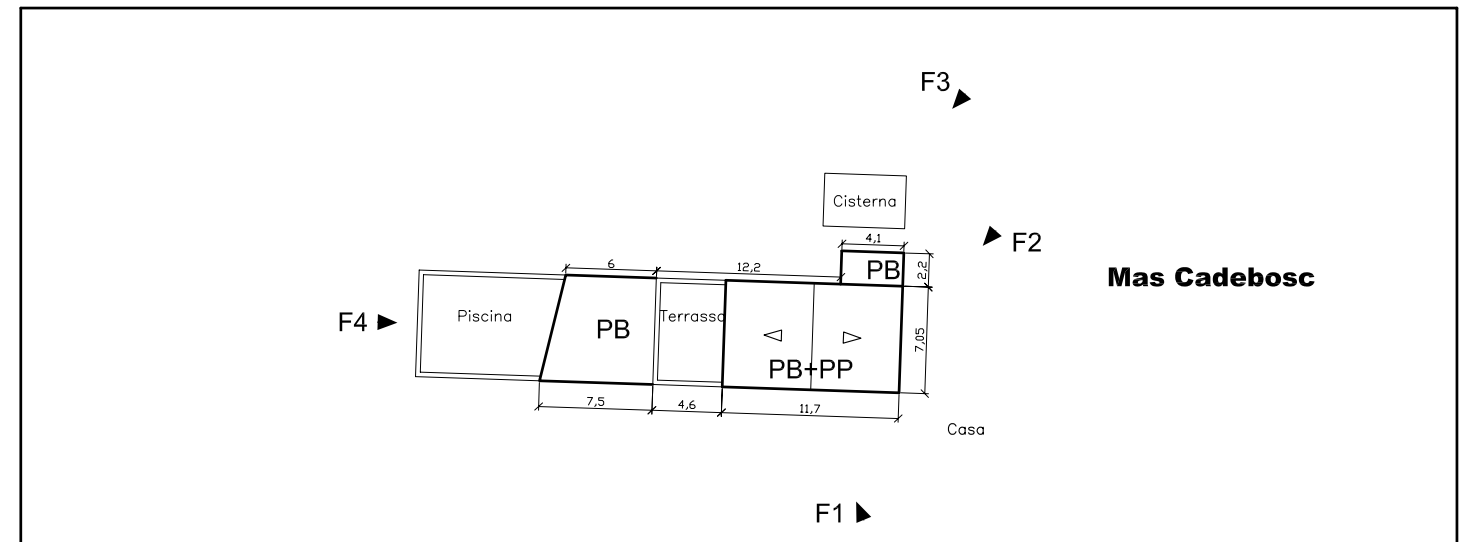 F3
Cisterna
4,1
F2
PB
2,2
Mas Cadebosc
6
12,2
F4
Piscina
PB
Terrassa
7,05
PB+PP
7,5
4,6
11,7
Casa
F1